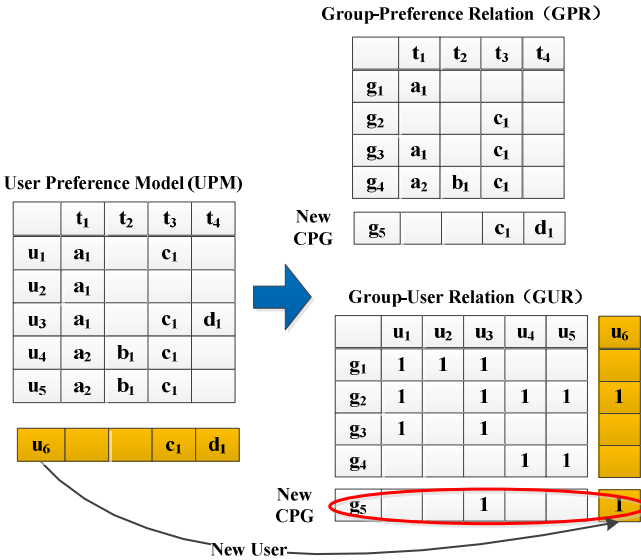 Group-Preference Relation（GPR）
t₁ t₂ t₃ t₄
g₁ a₁
g₂ c₁
g₃ a₁ c₁
g₄ a₂ b₁ c₁
New
CPG
g₅ c₁ d₁
User Preference Model (UPM)
t₁ t₂ t₃ t₄
u₁ a₁ c₁
u₂ a₁
u₃ a₁ c₁ d₁
u₄ a₂ b₁ c₁
u₅ a₂ b₁ c₁
u₆ c₁ d₁
Group-User Relation（GUR）
u₁ u₂ u₃ u₄ u₅ u₆
g₁ 1 1 1
g₂ 1 1 1 1 1
g₃ 1 1
g₄ 1 1
New
CPG
g₅ 1 1
New User